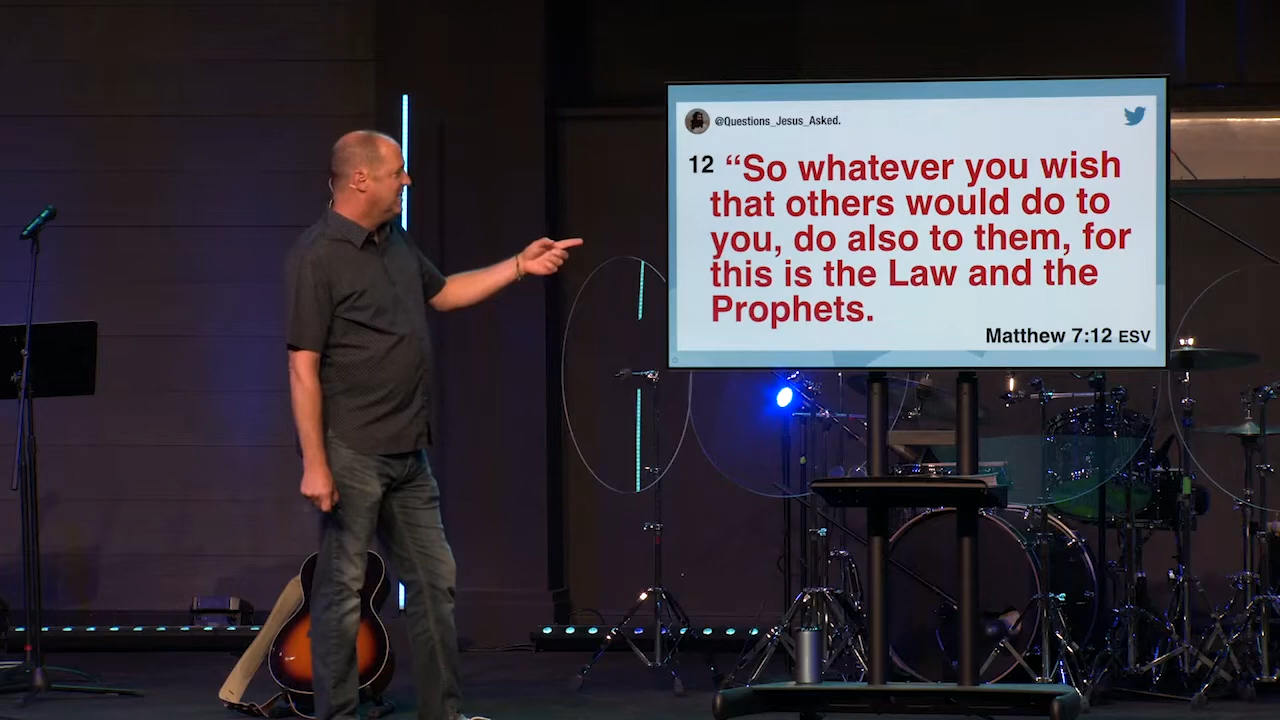 @Questions_Jesus_Asked.
12 “So whatever you wish
that others would do to
you, do also to them, for
this is the Law and the
Prophets.
Matthew 7:12 ESV